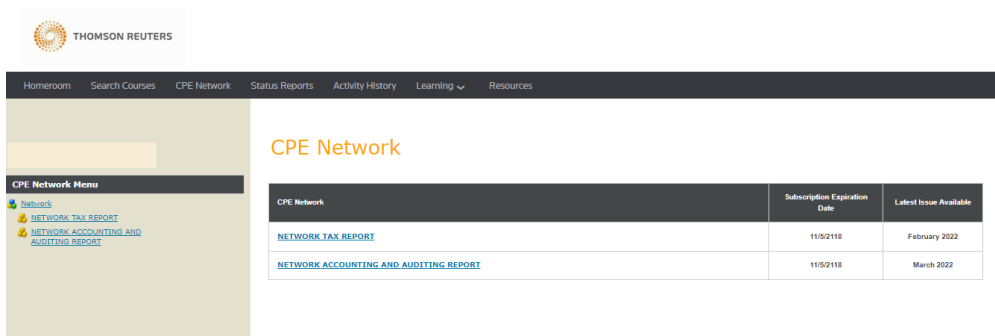 THOMSON REUTERS
Homeroom Search Courses CPE Network Status Reports Activity History Learning Resources
CPE Network
CPE Network Menu
Network
NETWORK TAX REPORT
NETWORK ACCOUNTING AND
AUDITING REPORT
CPE Network Subscription Expiration Date Latest Issue Available
NETWORK TAX REPORT 11/5/2118 February 2022
NETWORK ACCOUNTING AND AUDITING REPORT 11/5/2118 March 2022